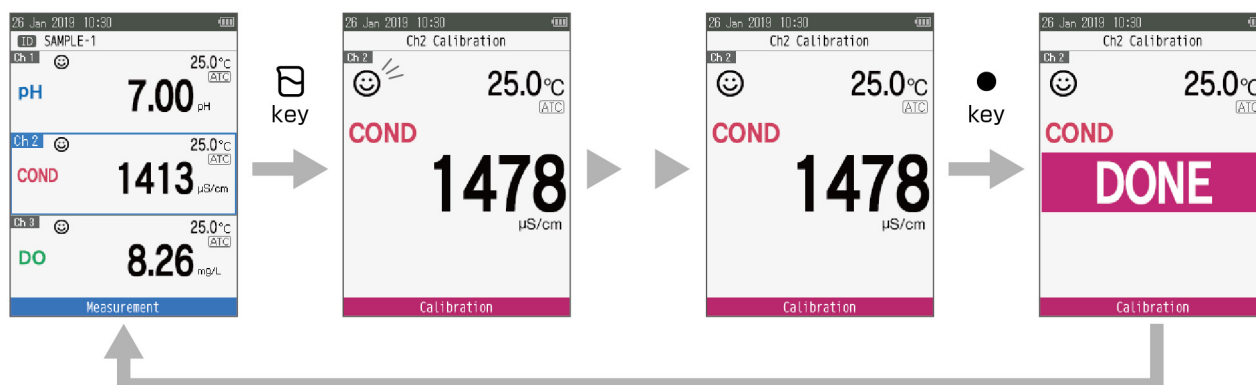 26 Jan 2019 10:30
ID SAMPLE-1
Ch 1
25.0°C
ATC
pH
7.00 pH
Ch 2
25.0°C
ATC
COND
1413 µS/cm
Ch 3
25.0°C
ATC
DO
8.26 mg/L
Measurement
key
26 Jan 2019 10:30
Ch2 Calibration
Ch 2
25.0°C
ATC
COND
1478
µS/cm
Calibration
26 Jan 2019 10:30
Ch2 Calibration
Ch 2
25.0°C
ATC
COND
1478
µS/cm
Calibration
key
26 Jan 2019 10:30
Ch2 Calibration
Ch 2
25.0°C
ATC
COND
DONE
Calibration